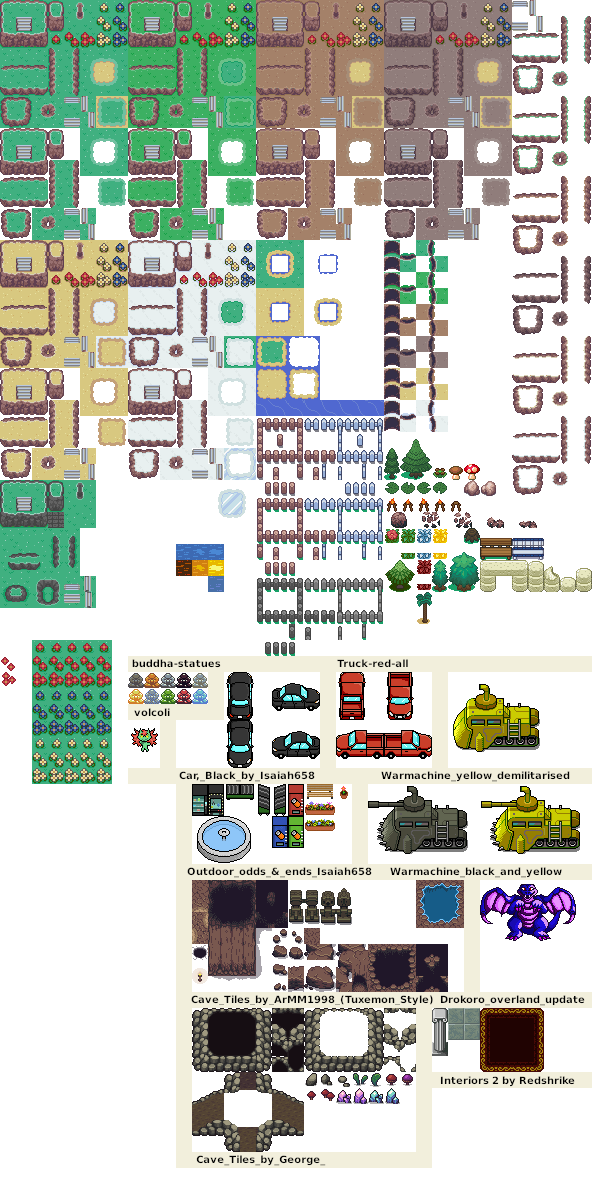 buddha-statues
Truck-red-all
volcoli
Car_Black_by_Isaiah658
Warmachine_yellow_demilitarised
Outdoor_odds_&_ends_Isaiah658
Warmachine_black_and_yellow
Cave_Tiles_by_ArMM1998_(Tuxemon_Style)
Drokoro_overland_update
Interiors 2 by Redshrike
Cave_Tiles_by_George_